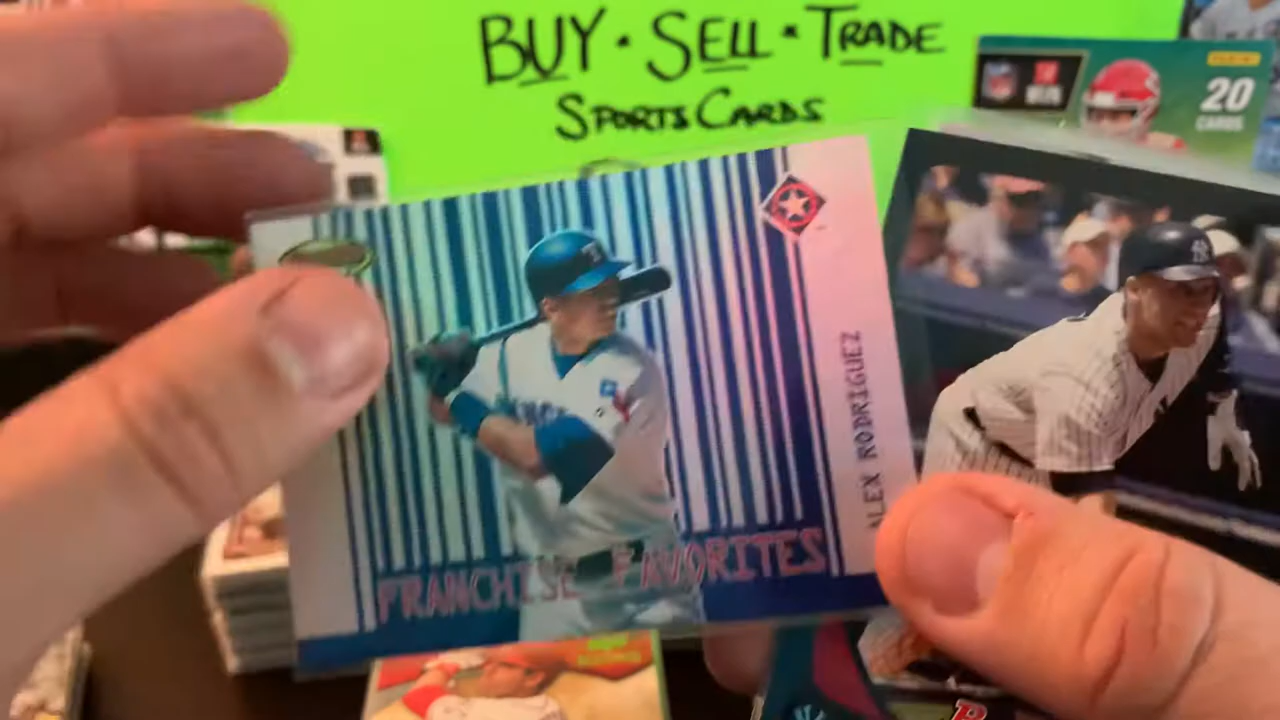 BUY · SELL · TRADE
SPORTS CARDS
20
CARDS
ALEX RODRIGUEZ
FRANCHISE FAVORITES